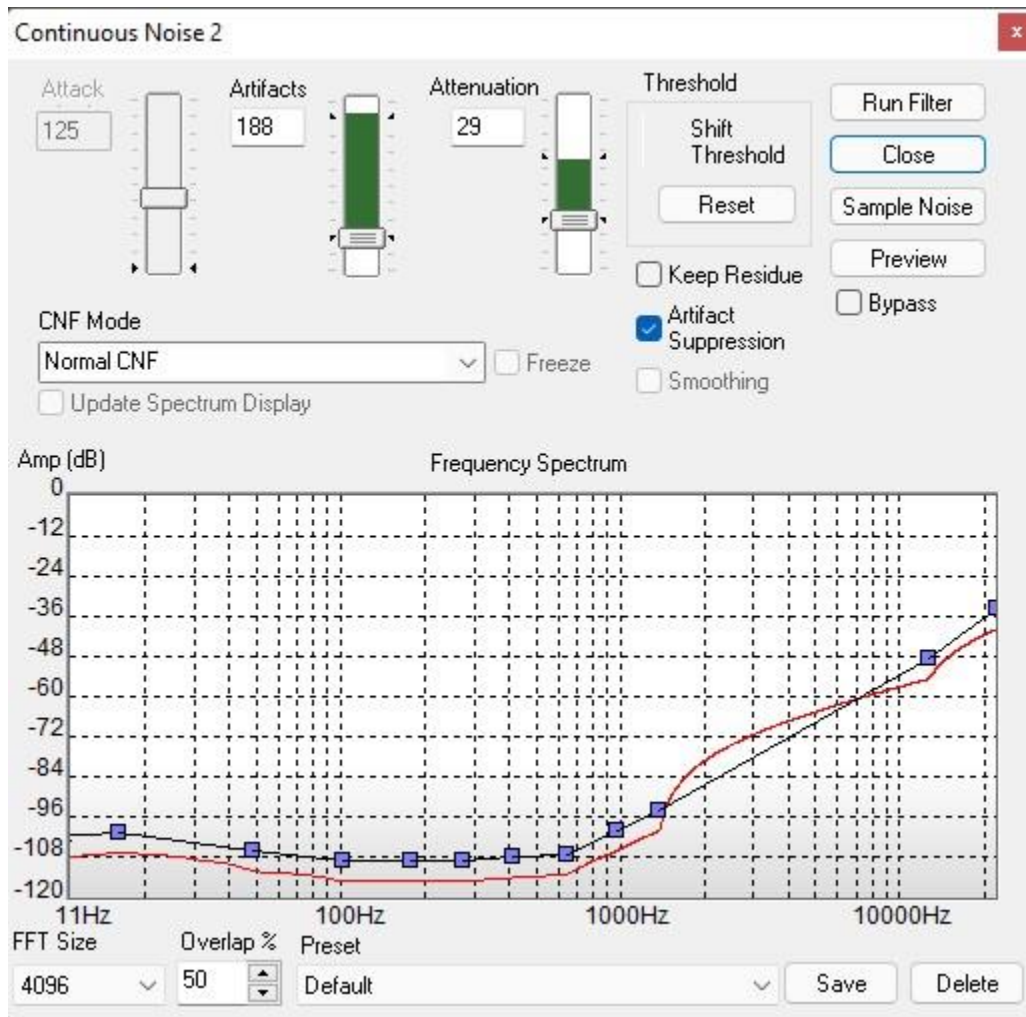 Continuous Noise 2
x
Attack
125
Artifacts
188
Attenuation
29
Threshold
Shift
Threshold
Reset
Run Filter
Close
Sample Noise
Preview
Bypass
Keep Residue
Artifact
Suppression
Smoothing
CNF Mode
Normal CNF
Freeze
Update Spectrum Display
Amp (dB)
Frequency Spectrum
0
-12
-24
-36
-48
-60
-72
-84
-96
-108
-120
11Hz 100Hz 1000Hz 10000Hz
FFT Size
4096
Overlap %
50
Preset
Default
Save
Delete